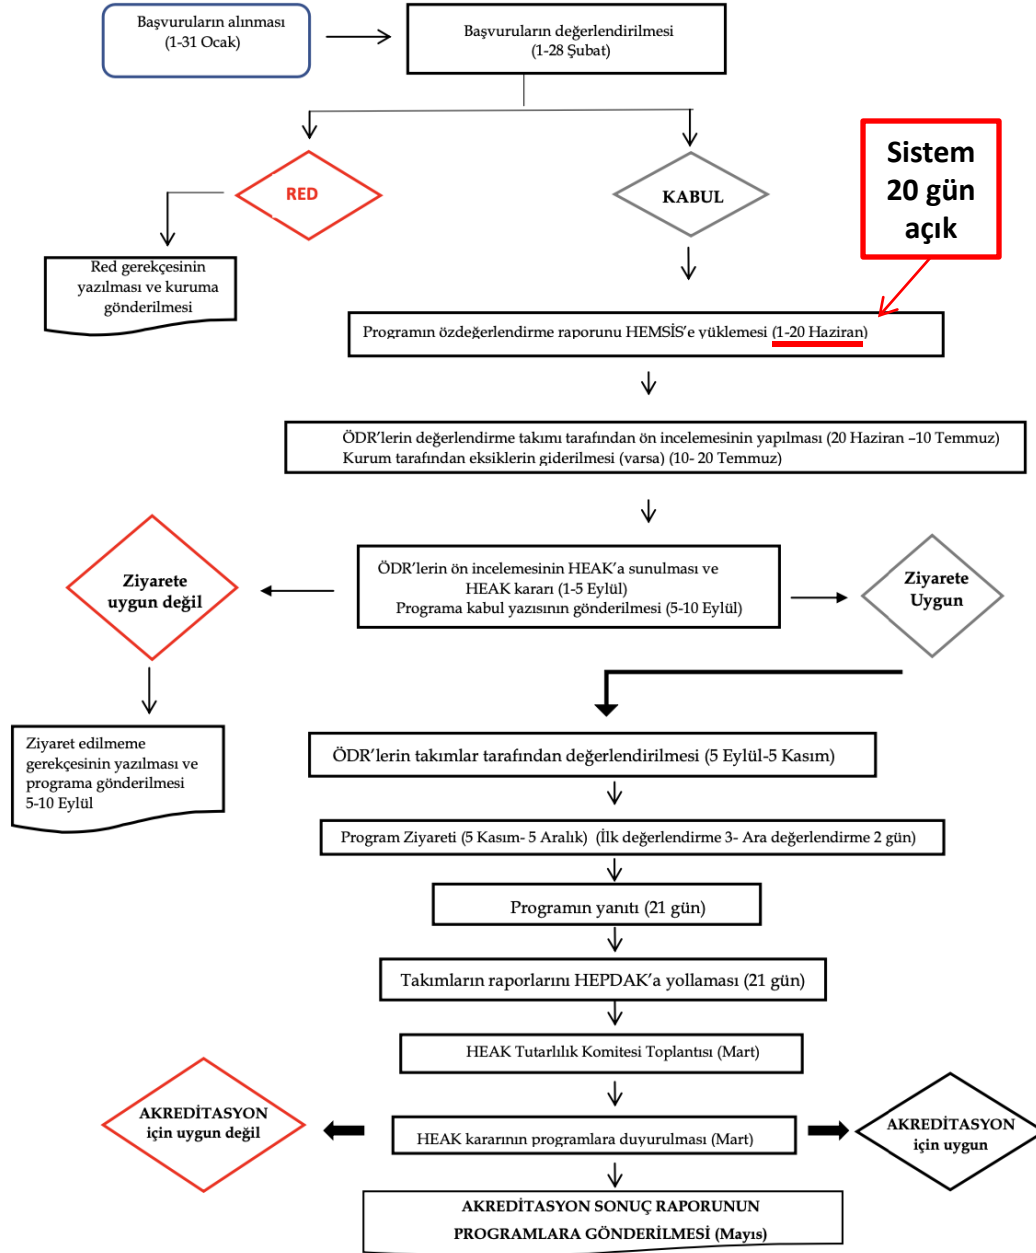 Başvuruların alınması
(1-31 Ocak)
Başvuruların değerlendirilmesi
(1-28 Şubat)
Sistem
20 gün
açık
RED
KABUL
Red gerekçesinin
yazılması ve kuruma
gönderilmesi
Programın özdeğerlendirme raporunu HEMSİS'e yüklemesi (1-20 Haziran)
ÖDR'lerin değerlendirme takımı tarafından ön incelemesinin yapılması (20 Haziran –10 Temmuz)
Kurum tarafından eksiklerin giderilmesi (varsa) (10- 20 Temmuz)
Ziyarete
uygun değil
ÖDR'lerin ön incelemesinin HEAK'a sunulması ve
HEAK kararı (1-5 Eylül)
Programa kabul yazısının gönderilmesi (5-10 Eylül)
Ziyarete
Uygun
Ziyaret edilmeme
gerekçesinin yazılması ve
programa gönderilmesi
5-10 Eylül
ÖDR'lerin takımlar tarafından değerlendirilmesi (5 Eylül-5 Kasım)
Program Ziyareti (5 Kasım- 5 Aralık) (İlk değerlendirme 3- Ara değerlendirme 2 gün)
Programın yanıtı (21 gün)
Takımların raporlarını HEPDAK'a yollaması (21 gün)
HEAK Tutarlılık Komitesi Toplantısı (Mart)
AKREDİTASYON
için uygun değil
HEAK kararının programlara duyurulması (Mart)
AKREDİTASYON
için uygun
AKREDİTASYON SONUÇ RAPORUNUN
PROGRAMLARA GÖNDERİLMESİ (Mayıs)